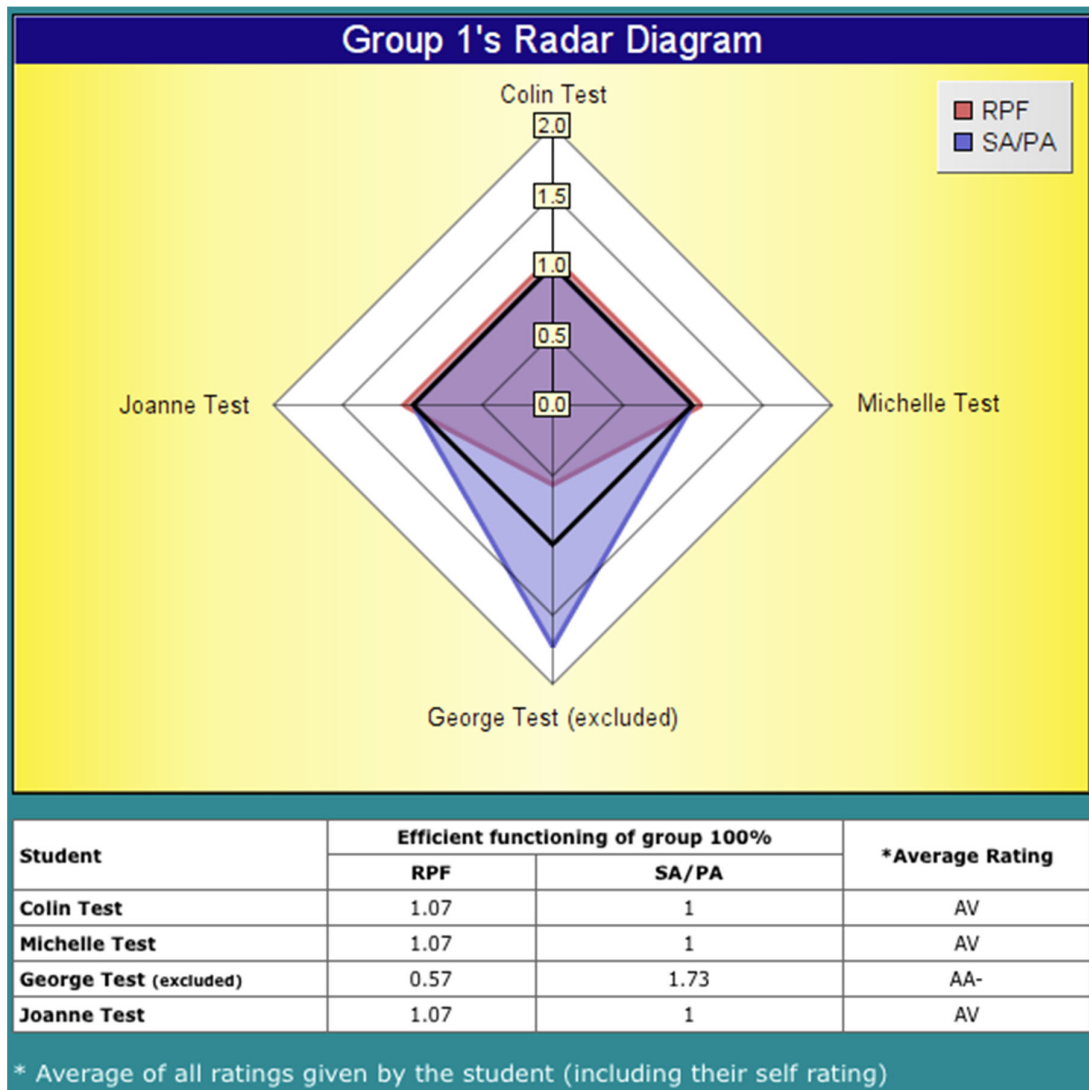 Group 1's Radar Diagram
Colin Test
RPF
SA/PA
2.0
1.5
1.0
0.5
0.0
Joanne Test
Michelle Test
George Test (excluded)
Student Efficient functioning of group 100% *Average Rating
RPF SA/PA
Colin Test 1.07 1 AV
Michelle Test 1.07 1 AV
George Test (excluded) 0.57 1.73 AA-
Joanne Test 1.07 1 AV
* Average of all ratings given by the student (including their self rating)